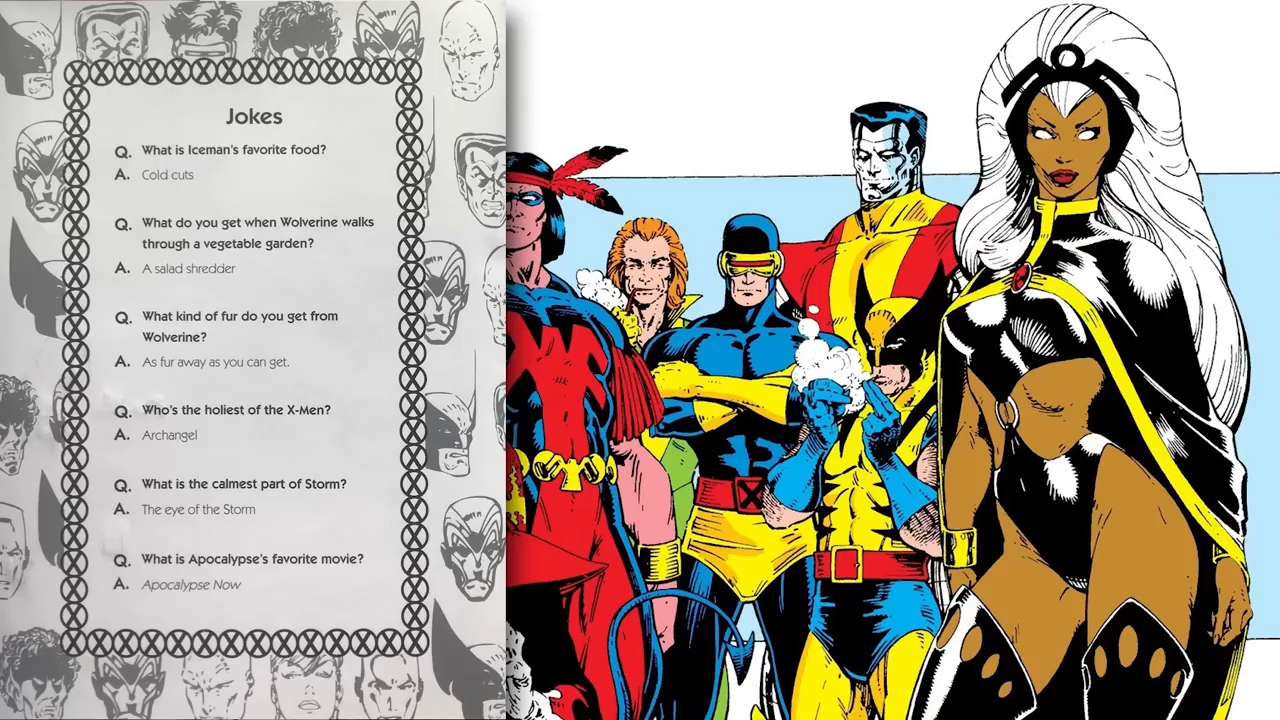 Jokes
Q. What is Iceman's favorite food?
A. Cold cuts
Q. What do you get when Wolverine walks
through a vegetable garden?
A. A salad shredder
Q. What kind of fur do you get from
Wolverine?
A. As fur away as you can get.
Q. Who's the holiest of the X-Men?
A. Archangel
Q. What is the calmest part of Storm?
A. The eye of the Storm
Q. What is Apocalypse's favorite movie?
A. Apocalypse Now